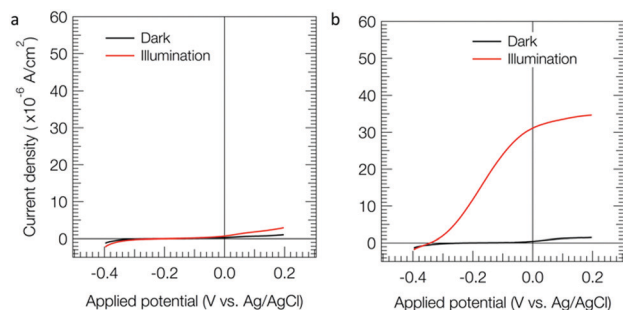 a
60
50
40
30
20
10
0
Current density ( x10⁻⁶ A/cm²)
Dark
Illumination
-0.4 -0.2 0.0 0.2
Applied potential (V vs. Ag/AgCl)
b
60
50
40
30
20
10
0
Dark
Illumination
-0.4 -0.2 0.0 0.2
Applied potential (V vs. Ag/AgCl)